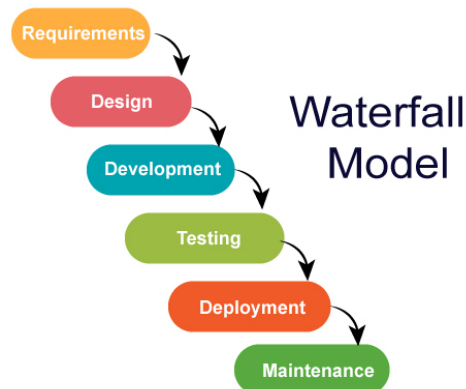 Requirements
Design
Waterfall
Model
Development
Testing
Deployment
Maintenance